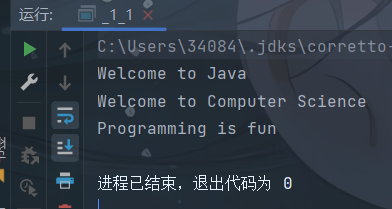 运行: _1_1
C:\Users\34084\.jdks\corretto-
Welcome to Java
Welcome to Computer Science
Programming is fun
进程已结束，退出代码为 0